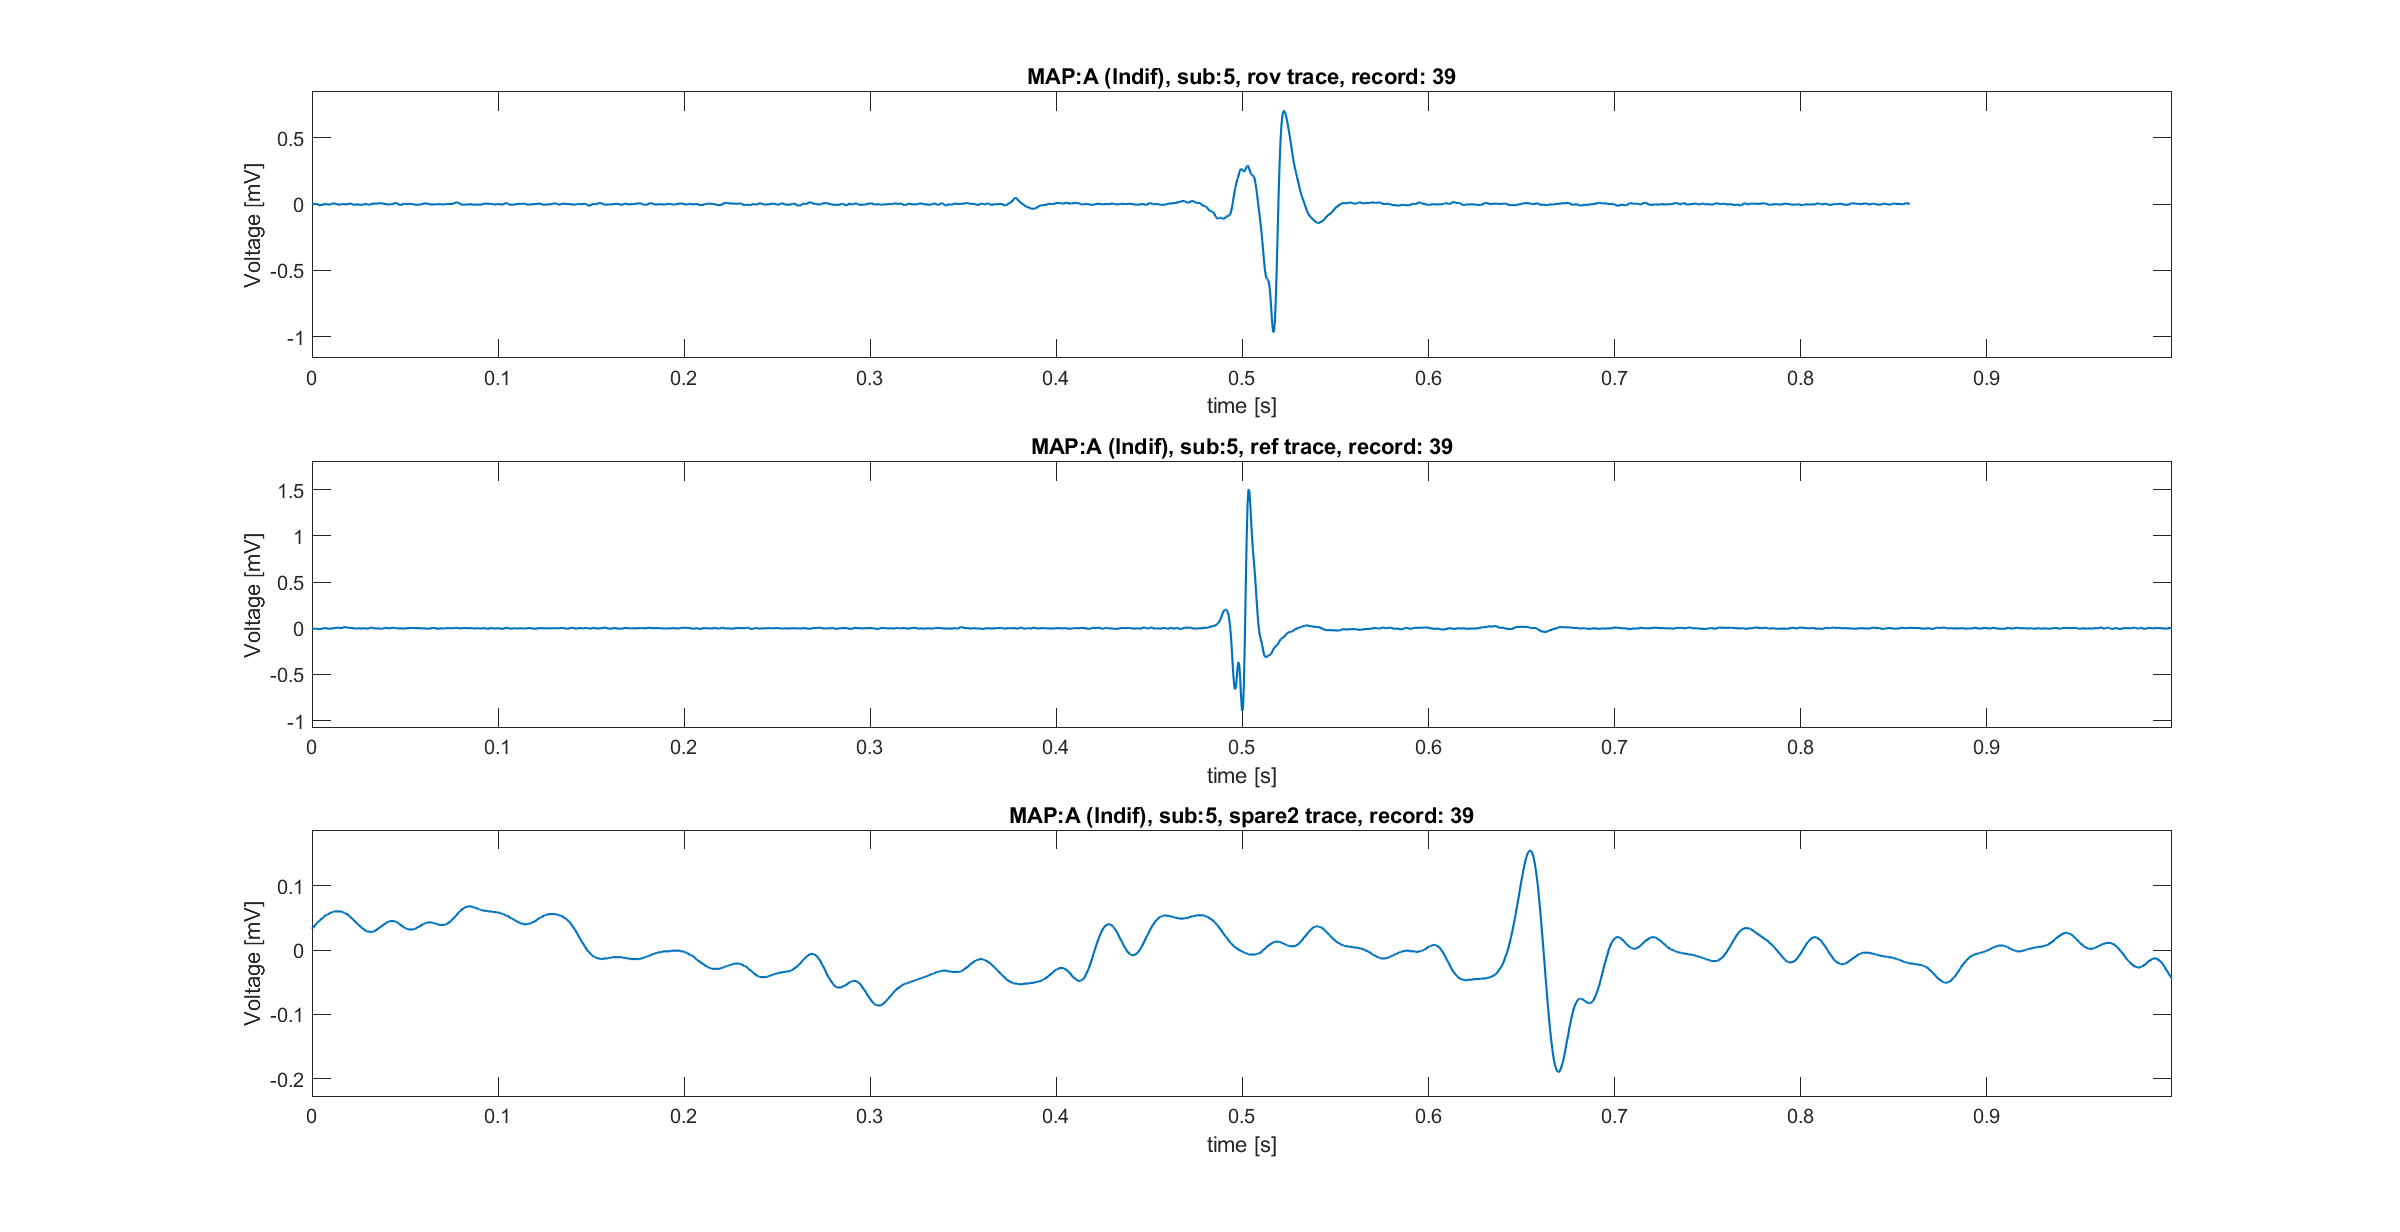 MAP:A (Indif), sub:5, rov trace, record: 39
Voltage [mV]
0.5
0
-0.5
-1
0 0.1 0.2 0.3 0.4 0.5 0.6 0.7 0.8 0.9
time [s]
MAP:A (Indif), sub:5, ref trace, record: 39
Voltage [mV]
1.5
1
0.5
0
-0.5
-1
0 0.1 0.2 0.3 0.4 0.5 0.6 0.7 0.8 0.9
time [s]
MAP:A (Indif), sub:5, spare2 trace, record: 39
Voltage [mV]
0.1
0
-0.1
-0.2
0 0.1 0.2 0.3 0.4 0.5 0.6 0.7 0.8 0.9
time [s]